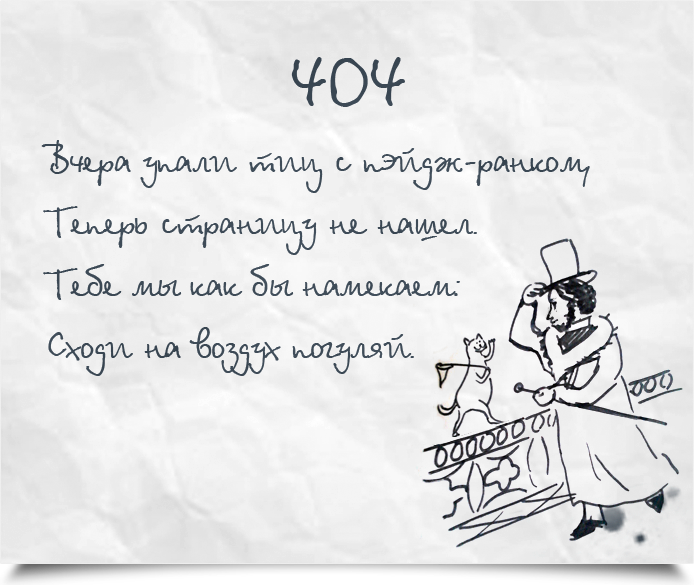 404
Вчера упали тиц с пэйдж-ранком,
Теперь страницу не нашел.
Тебе мы как бы намекаем:
Сходи на воздух погуляй.